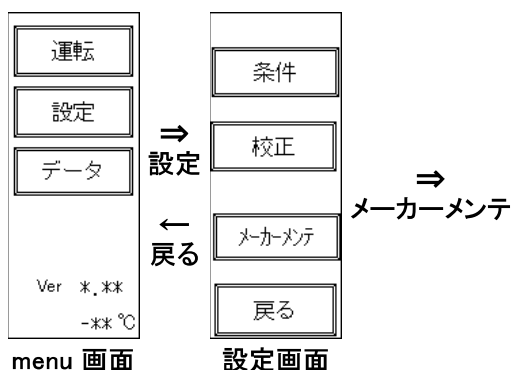 運転
設定
データ
Ver *.**
-**℃
menu 画面
⇒
設定
←
戻る
条件
校正
ﾒｰｶｰﾒﾝﾃ
戻る
設定画面
⇒
メーカーメンテ